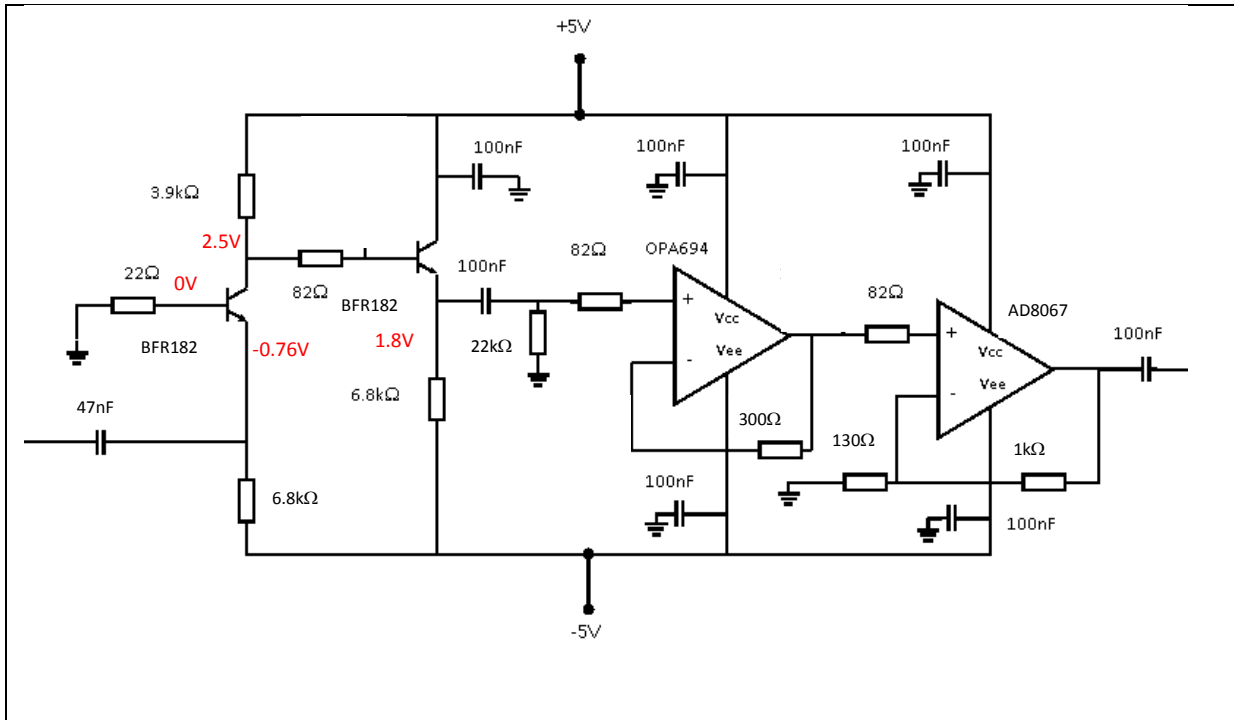 +5V
100nF
100nF
100nF
3.9kΩ
2.5V
82Ω
OPA694
22Ω
0V
82Ω
100nF
82Ω
AD8067
BFR182
+
Vcc
+
BFR182
-0.76V
1.8V
22kΩ
Vee
-
Vcc
100nF
Vee
-
6.8kΩ
47nF
300Ω
130Ω
1kΩ
6.8kΩ
100nF
100nF
-5V